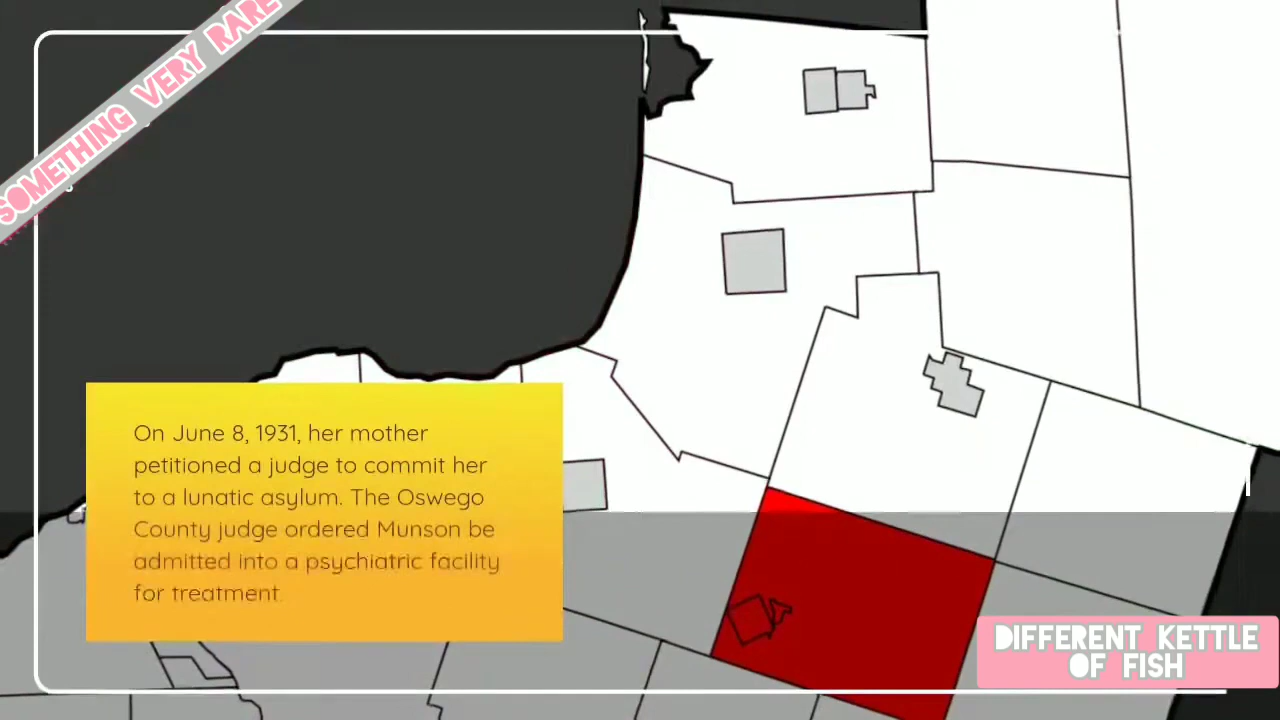 SOMETHING VERY RARE
On June 8, 1931, her mother
petitioned a judge to commit her
to a lunatic asylum. The Oswego
County judge ordered Munson be
admitted into a psychiatric facility
for treatment.
DIFFERENT KETTLE
OF FISH